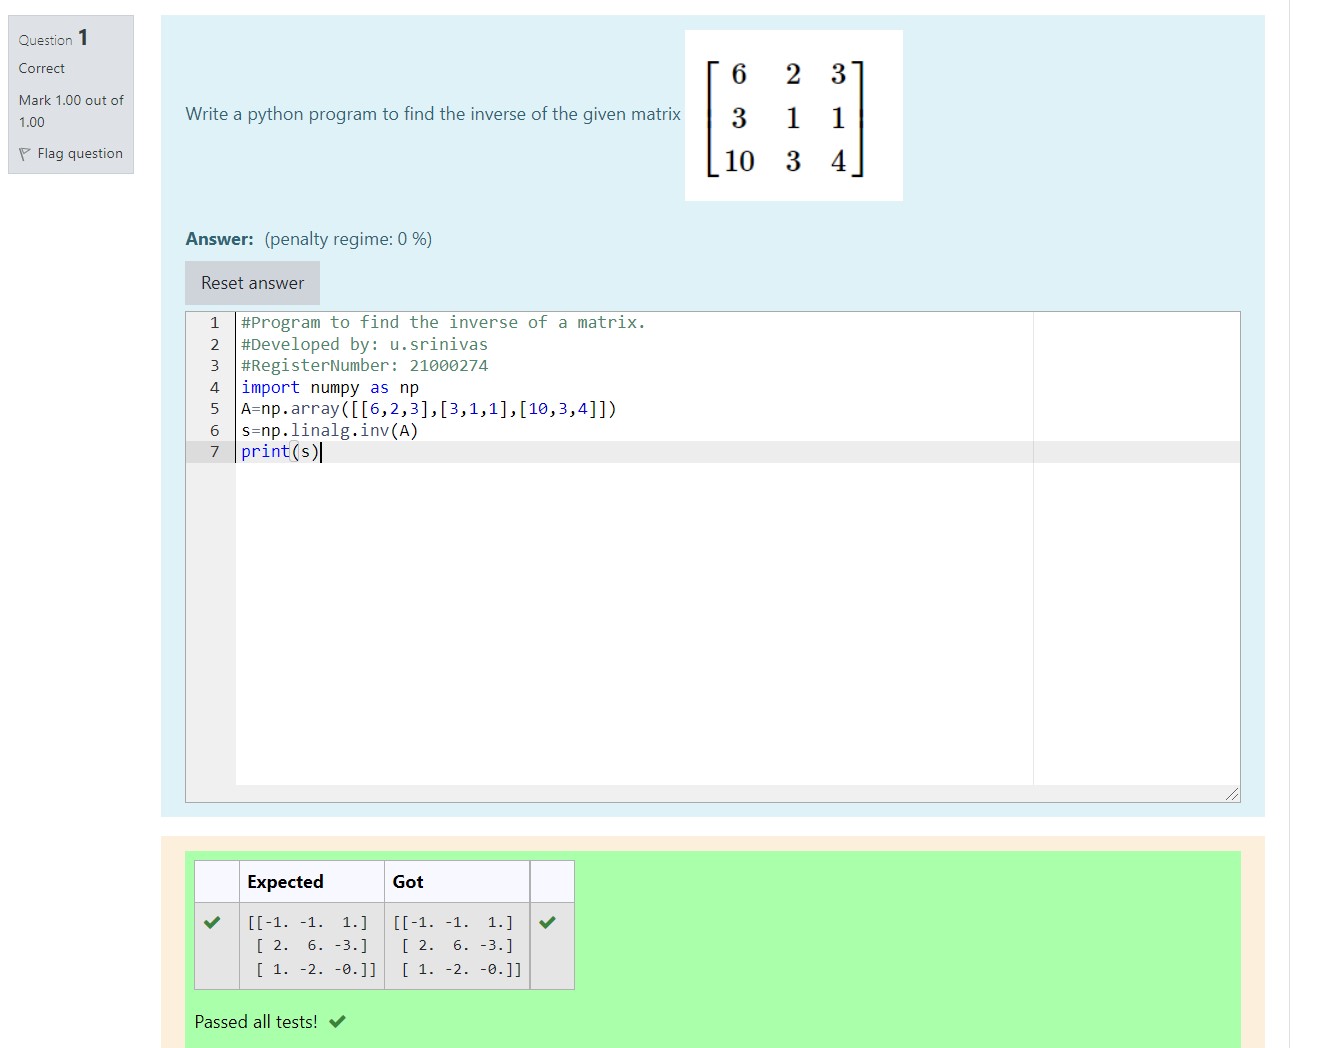 Question 1
Correct
Mark 1.00 out of
1.00
Flag question
Write a python program to find the inverse of the given matrix
6 2 3
3 1 1
10 3 4
Answer: (penalty regime: 0 %)
Reset answer
1 #Program to find the inverse of a matrix.
2 #Developed by: u.srinivas
3 #RegisterNumber: 21000274
4 import numpy as np
5 A=np.array([[6,2,3],[3,1,1],[10,3,4]])
6 s=np.linalg.inv(A)
7 print(s)
Expected Got
[[-1. -1.  1.] [[-1. -1.  1.]
[ 2.  6. -3.] [ 2.  6. -3.]
[ 1. -2. -0.]] [ 1. -2. -0.]]
Passed all tests!